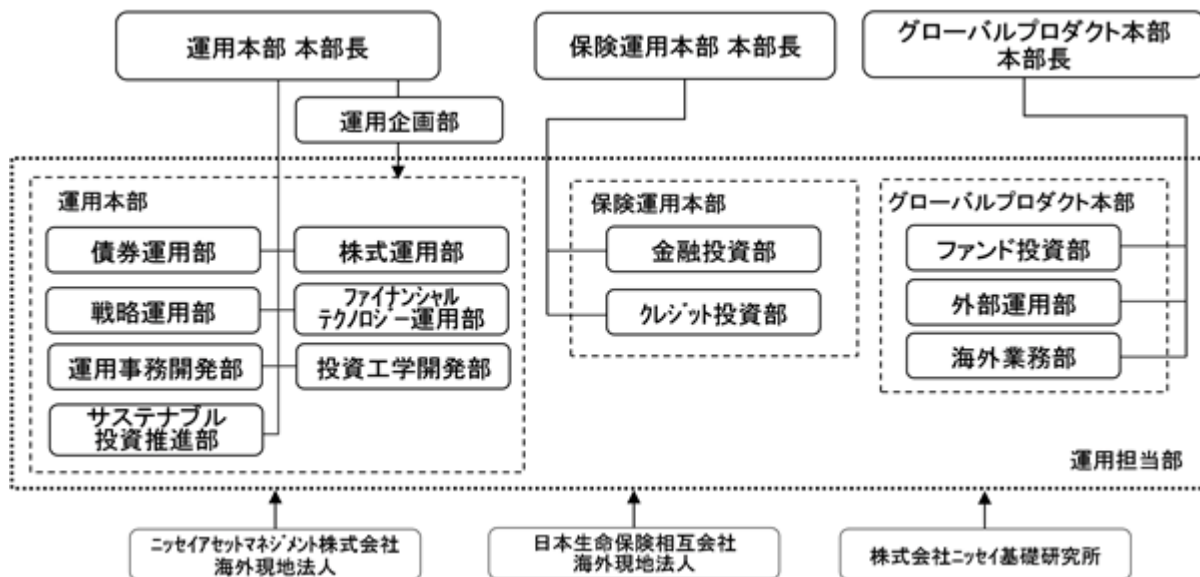 運用本部 本部長
保険運用本部 本部長
グローバルプロダクト本部
本部長
運用企画部
運用本部
保険運用本部
グローバルプロダクト本部
債券運用部
株式運用部
金融投資部
ファンド投資部
戦略運用部
ファイナンシャル
テクノロジー運用部
クレジット投資部
外部運用部
運用事務開発部
投資工学開発部
海外業務部
サステナブル
投資推進部
運用担当部
ニッセイアセットマネジメント株式会社
海外現地法人
日本生命保険相互会社
海外現地法人
株式会社ニッセイ基礎研究所